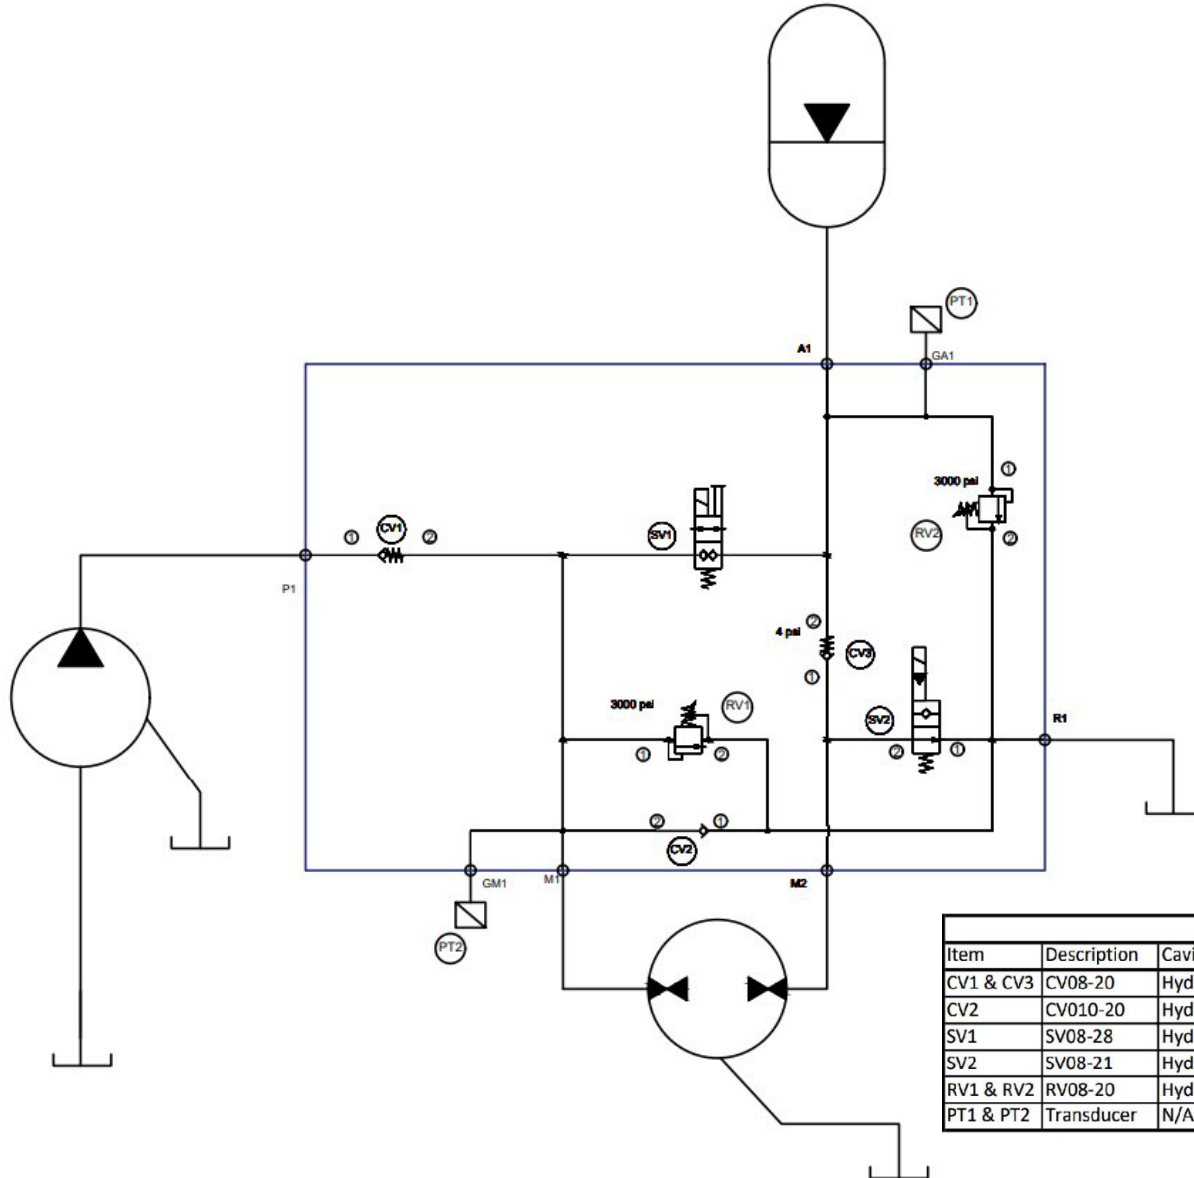 PT1
A1
GA1
①
3000 psi
① CV1 ②
SV1
RV2
②
P1
②
4 psi
CV3
①
3000 psi
RV1
SV2
R1
① ②
② ①
② ①
CV2
GM1
M1
M2
PT2
Item Description Cavi
CV1 & CV3 CV08-20 Hyd
CV2 CV010-20 Hyd
SV1 SV08-28 Hyd
SV2 SV08-21 Hyd
RV1 & RV2 RV08-20 Hyd
PT1 & PT2 Transducer N/A